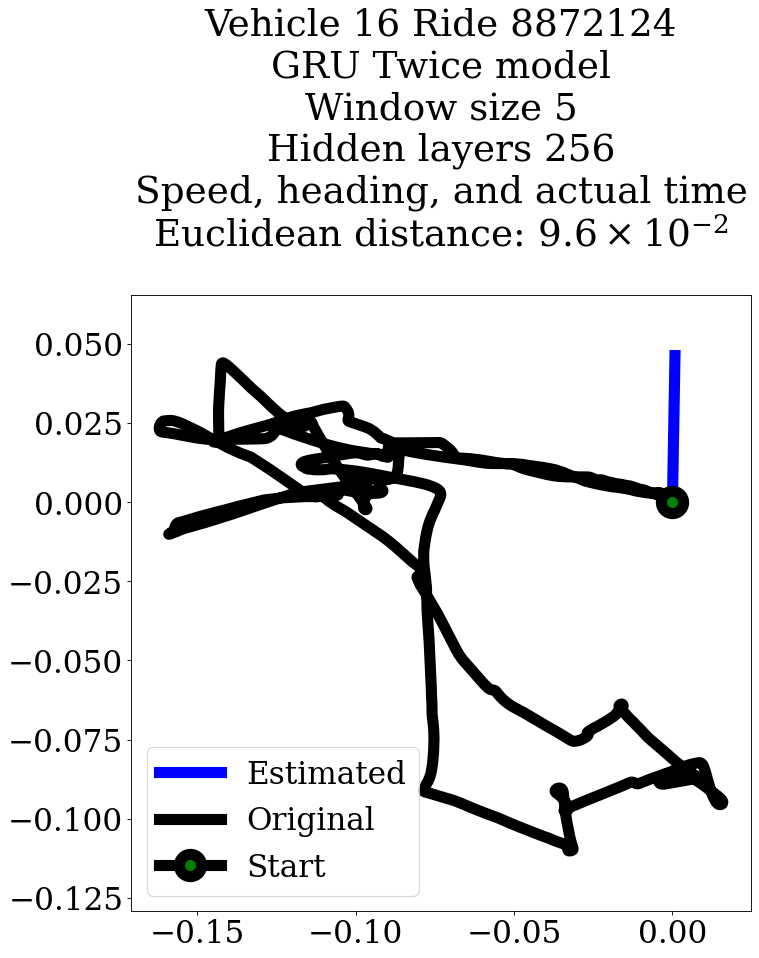 Vehicle 16 Ride 8872124
GRU Twice model
Window size 5
Hidden layers 256
Speed, heading, and actual time
Euclidean distance: 9.6 × 10⁻²
0.050
0.025
0.000
−0.025
−0.050
−0.075
−0.100
−0.125
Estimated
Original
Start
−0.15 −0.10 −0.05 0.00